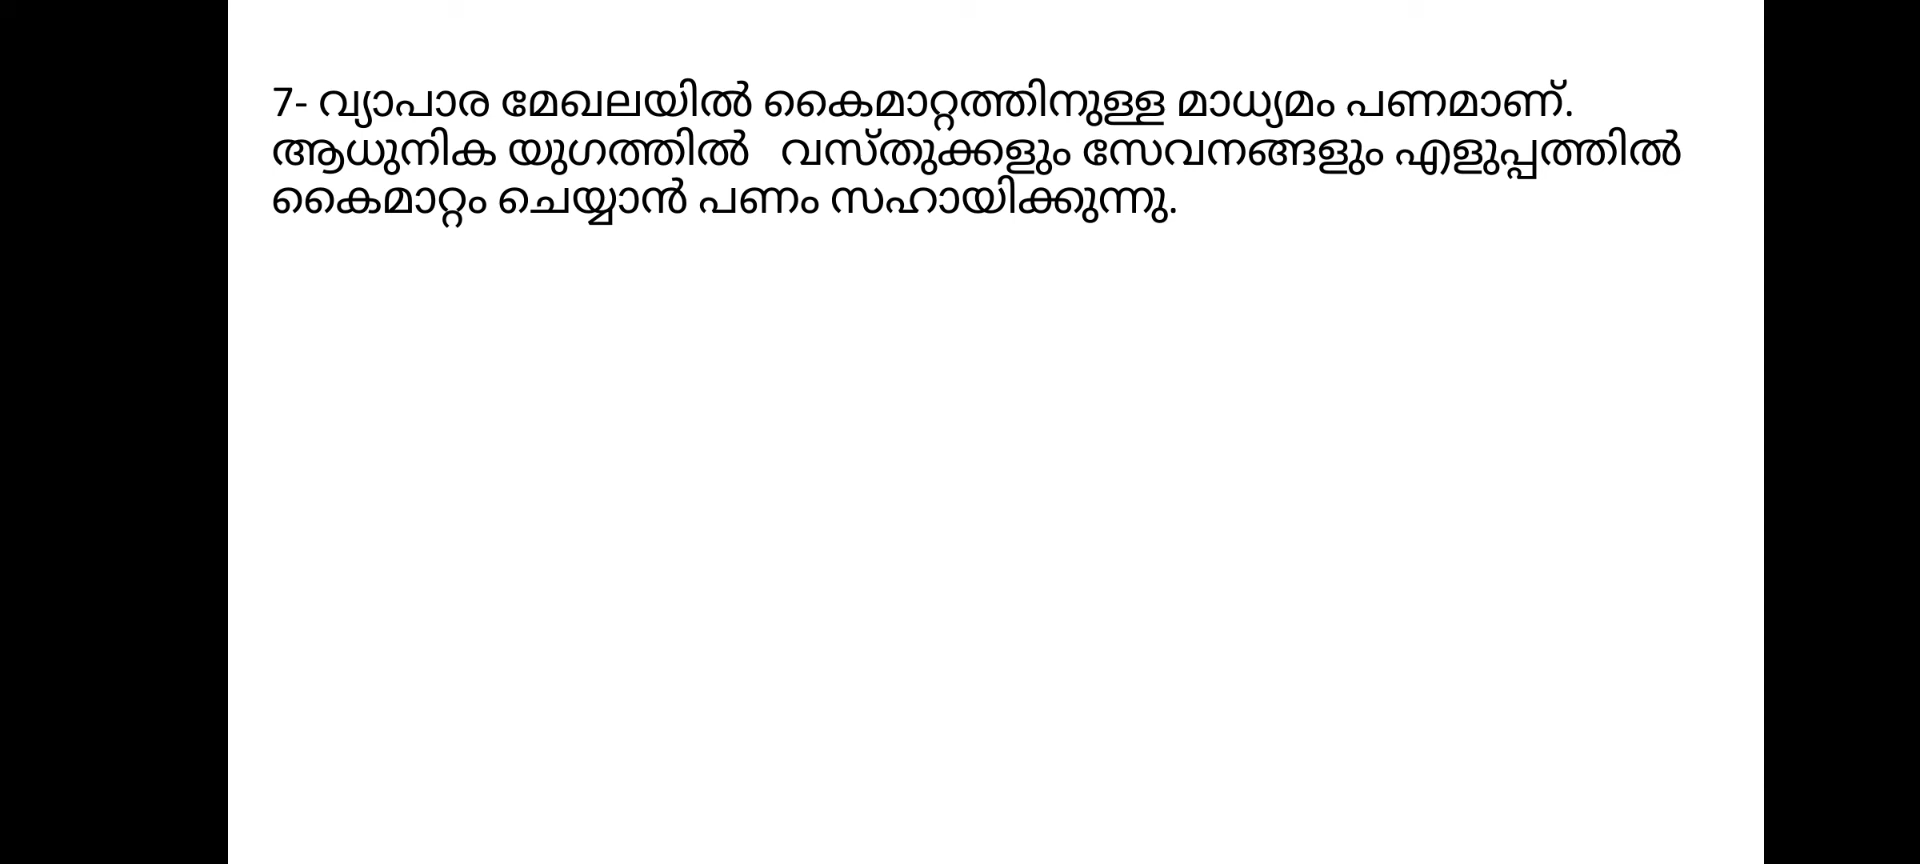 7- വ്യാപാര മേഖലയിൽ കൈമാറ്റത്തിനുള്ള മാധ്യമം പണമാണ്.
ആധുനിക യുഗത്തിൽ   വസ്തുക്കളും സേവനങ്ങളും എളുപ്പത്തിൽ
കൈമാറ്റം ചെയ്യാൻ പണം സഹായിക്കുന്നു.